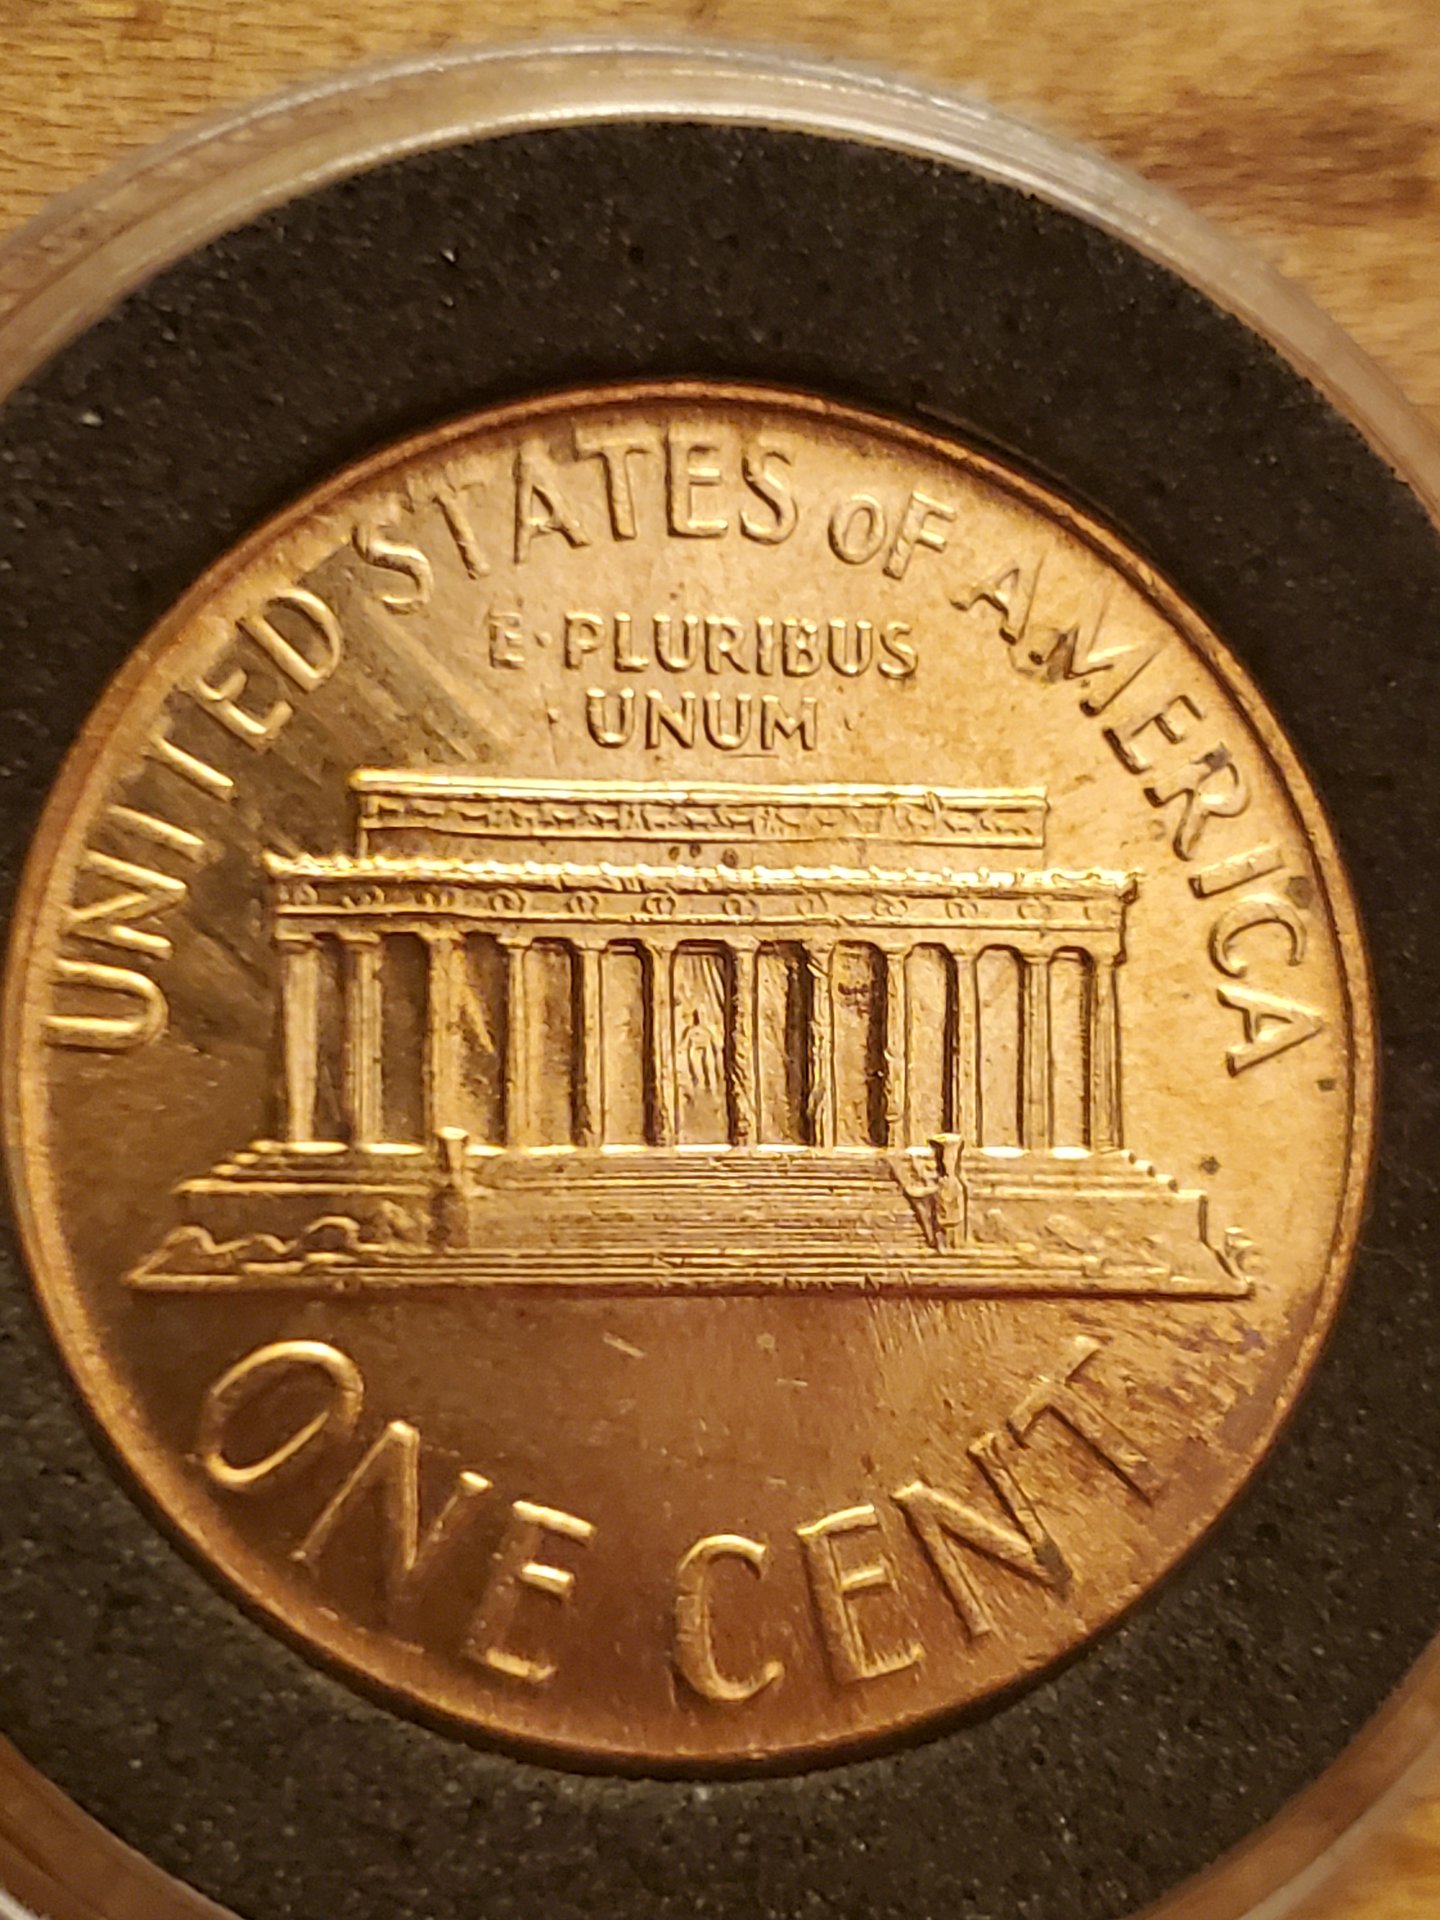 UNITED STATES OF AMERICA
E·PLURIBUS
·UNUM·
ONE CENT